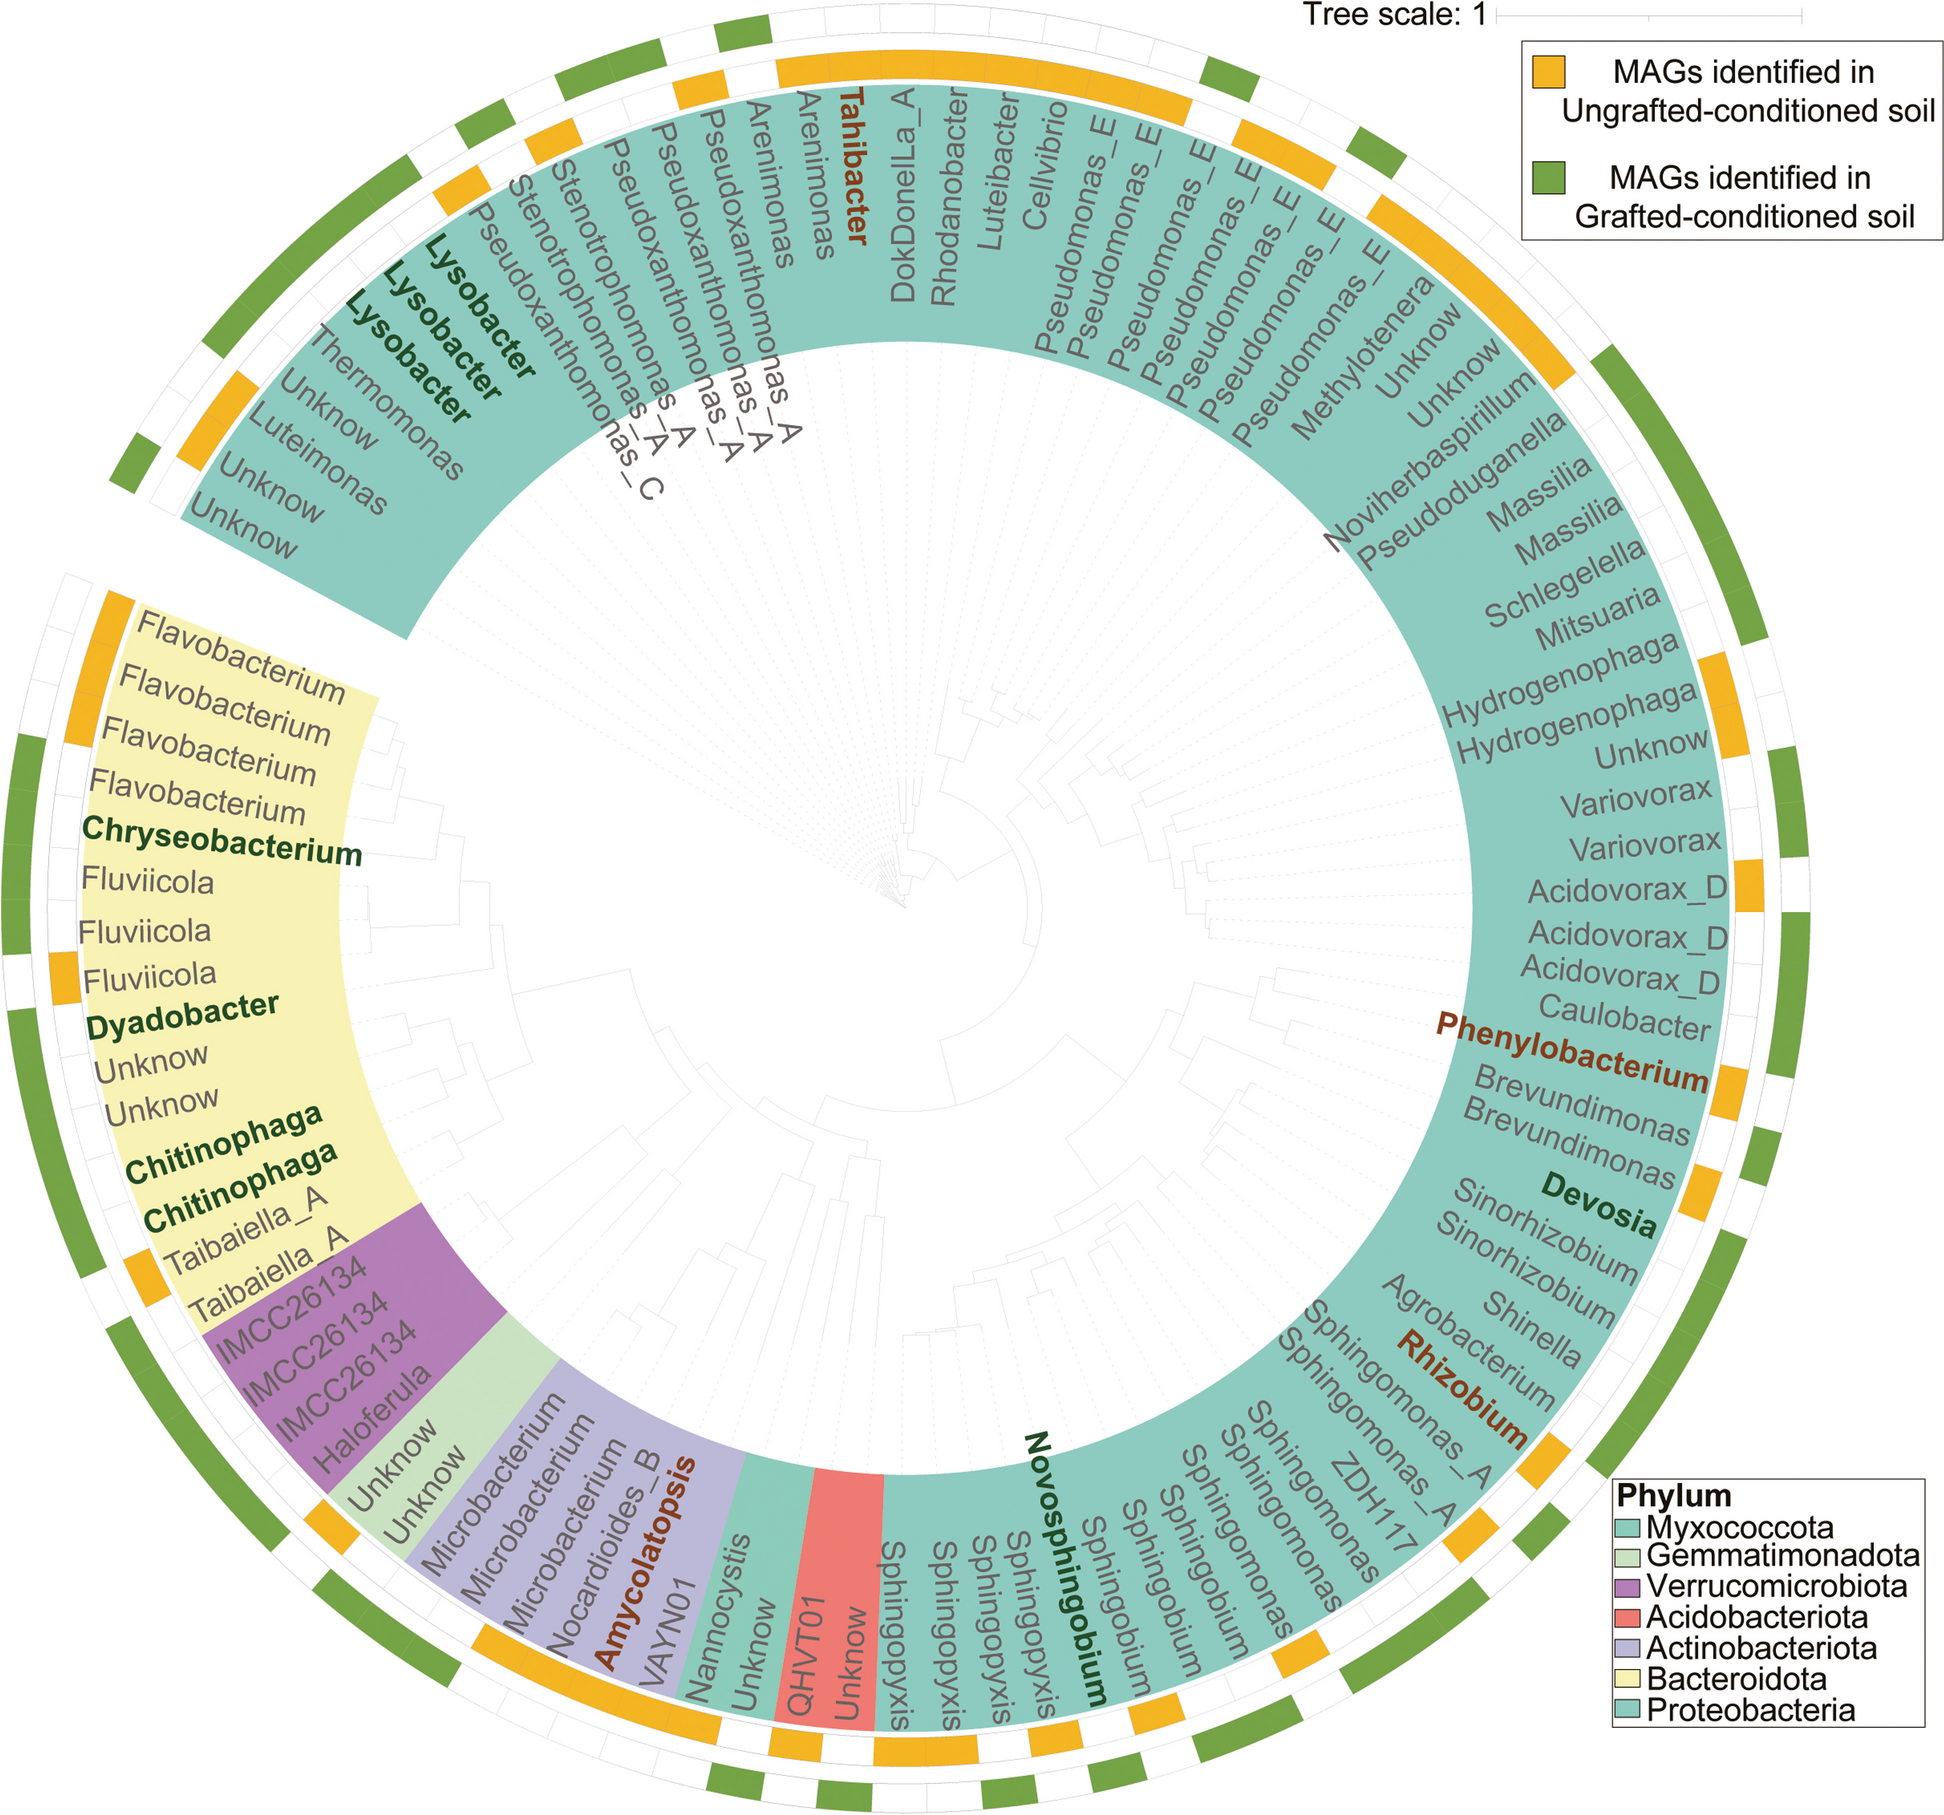 Tree scale: 1
MAGs identified in
Ungrafted-conditioned soil
MAGs identified in
Grafted-conditioned soil
Unknow
Unknow
Luteimonas
Unknow
Thermomonas
Lysobacter
Lysobacter
Lysobacter
Pseudoxanthomonas_C
Stenotrophomonas_A
Stenotrophomonas_A
Pseudoxanthomonas_A
Pseudoxanthomonas_A
Pseudoxanthomonas_A
Arenimonas
Arenimonas
Tahibacter
DokDonelLa_A
Rhodanobacter
Luteibacter
Cellvibrio
Pseudomonas_E
Pseudomonas_E
Pseudomonas_E
Pseudomonas_E
Pseudomonas_E
Pseudomonas_E
Pseudomonas_E
Methylotenera
Unknow
Unknow
Noviherbaspirillum
Pseudoduganella
Massilia
Massilia
Schlegelella
Mitsuaria
Hydrogenophaga
Hydrogenophaga
Unknow
Variovorax
Variovorax
Acidovorax_D
Acidovorax_D
Acidovorax_D
Caulobacter
Phenylobacterium
Brevundimonas
Brevundimonas
Devosia
Sinorhizobium
Sinorhizobium
Shinella
Agrobacterium
Rhizobium
Sphingomonas_A
Sphingomonas_A
ZDH117
Sphingomonas
Sphingomonas
Sphingomonas
Sphingobium
Sphingobium
Sphingobium
Novosphingobium
Sphingopyxis
Sphingopyxis
Sphingopyxis
Sphingopyxis
Unknow
QHVT01
Unknow
Nannocystis
VAYN01
Amycolatopsis
Nocardioides_B
Microbacterium
Microbacterium
Microbacterium
Unknow
Unknow
Haloferula
IMCC26134
IMCC26134
IMCC26134
Taibaiella_A
Taibaiella_A
Chitinophaga
Chitinophaga
Unknow
Unknow
Dyadobacter
Fluviicola
Fluviicola
Fluviicola
Chryseobacterium
Flavobacterium
Flavobacterium
Flavobacterium
Flavobacterium
Phylum
Myxococcota
Gemmatimonadota
Verrucomicrobiota
Acidobacteriota
Actinobacteriota
Bacteroidota
Proteobacteria